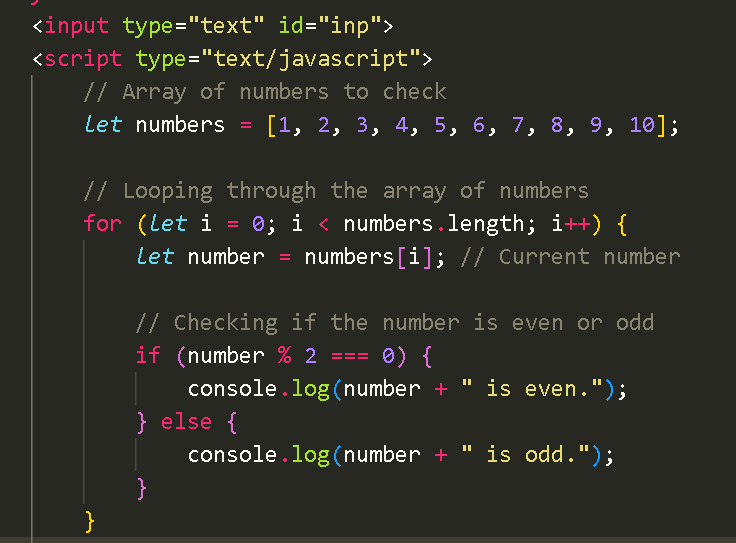 <input type="text" id="inp">
<script type="text/javascript">
// Array of numbers to check
let numbers = [1, 2, 3, 4, 5, 6, 7, 8, 9, 10];
// Looping through the array of numbers
for (let i = 0; i < numbers.length; i++) {
let number = numbers[i]; // Current number
// Checking if the number is even or odd
if (number % 2 === 0) {
console.log(number + " is even.");
} else {
console.log(number + " is odd.");
}
}